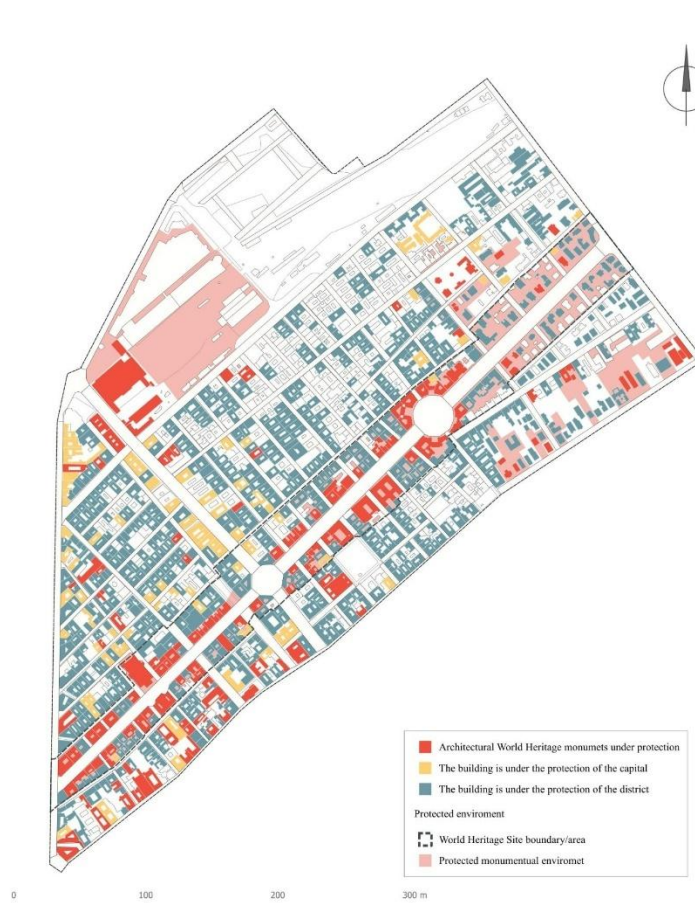 Architectural World Heritage monumets under protection
The building is under the protection of the capital
The building is under the protection of the district
Protected enviroment
World Heritage Site boundary/area
Protected monumentual enviromet
0 100 200 300 m